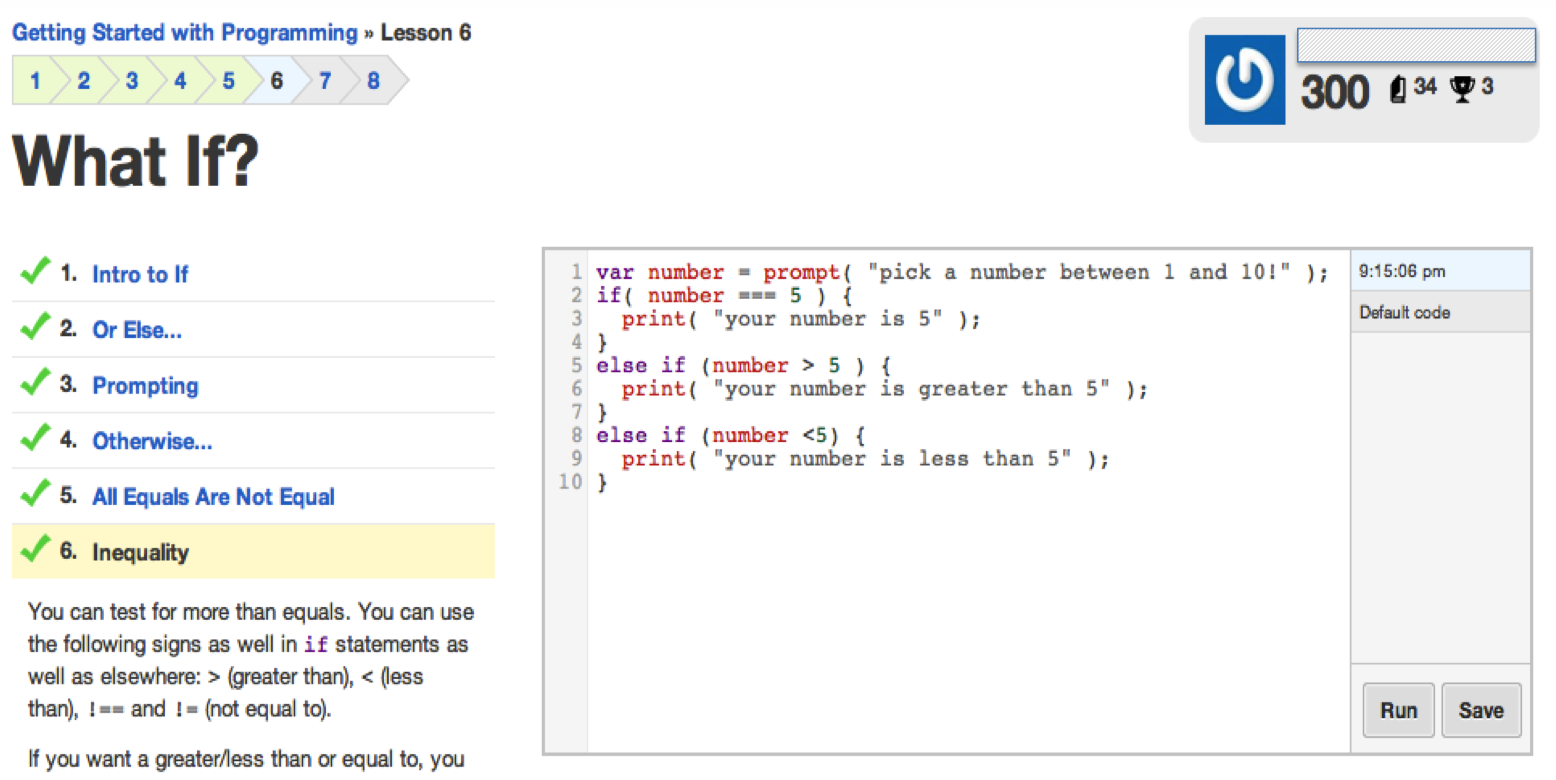 Getting Started with Programming » Lesson 6
1 2 3 4 5 6 7 8
300 34 3
What If?
1. Intro to If
2. Or Else...
3. Prompting
4. Otherwise...
5. All Equals Are Not Equal
6. Inequality
You can test for more than equals. You can use
the following signs as well in if statements as
well as elsewhere: > (greater than), < (less
than), !== and != (not equal to).
If you want a greater/less than or equal to, you
1 var number = prompt( "pick a number between 1 and 10!" );
2 if( number === 5 ) {
3 print( "your number is 5" );
4 }
5 else if (number > 5 ) {
6 print( "your number is greater than 5" );
7 }
8 else if (number <5) {
9 print( "your number is less than 5" );
10 }
9:15:06 pm
Default code
Run Save